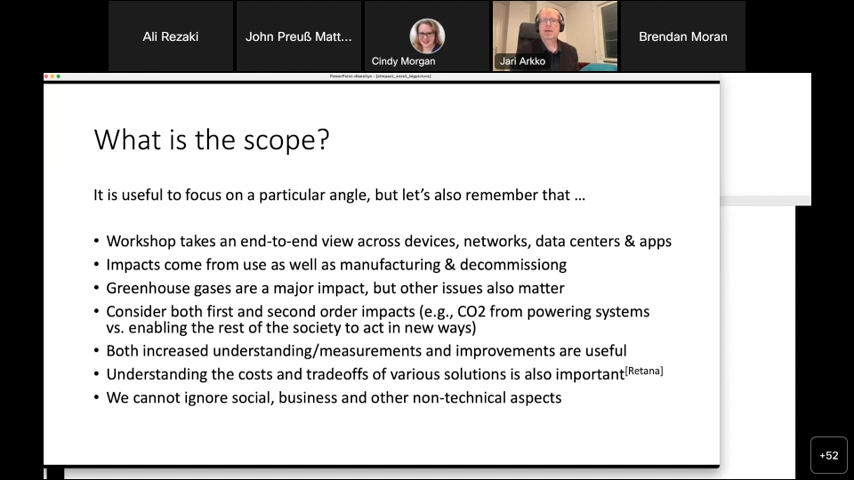 Ali Rezaki
John Preuß Matt...
Cindy Morgan
Jari Arkko
Brendan Moran
What is the scope?
It is useful to focus on a particular angle, but let's also remember that ...
• Workshop takes an end-to-end view across devices, networks, data centers & apps
• Impacts come from use as well as manufacturing & decommissiong
• Greenhouse gases are a major impact, but other issues also matter
• Consider both first and second order impacts (e.g., CO2 from powering systems
vs. enabling the rest of the society to act in new ways)
• Both increased understanding/measurements and improvements are useful
• Understanding the costs and tradeoffs of various solutions is also important[Retana]
• We cannot ignore social, business and other non-technical aspects
+52